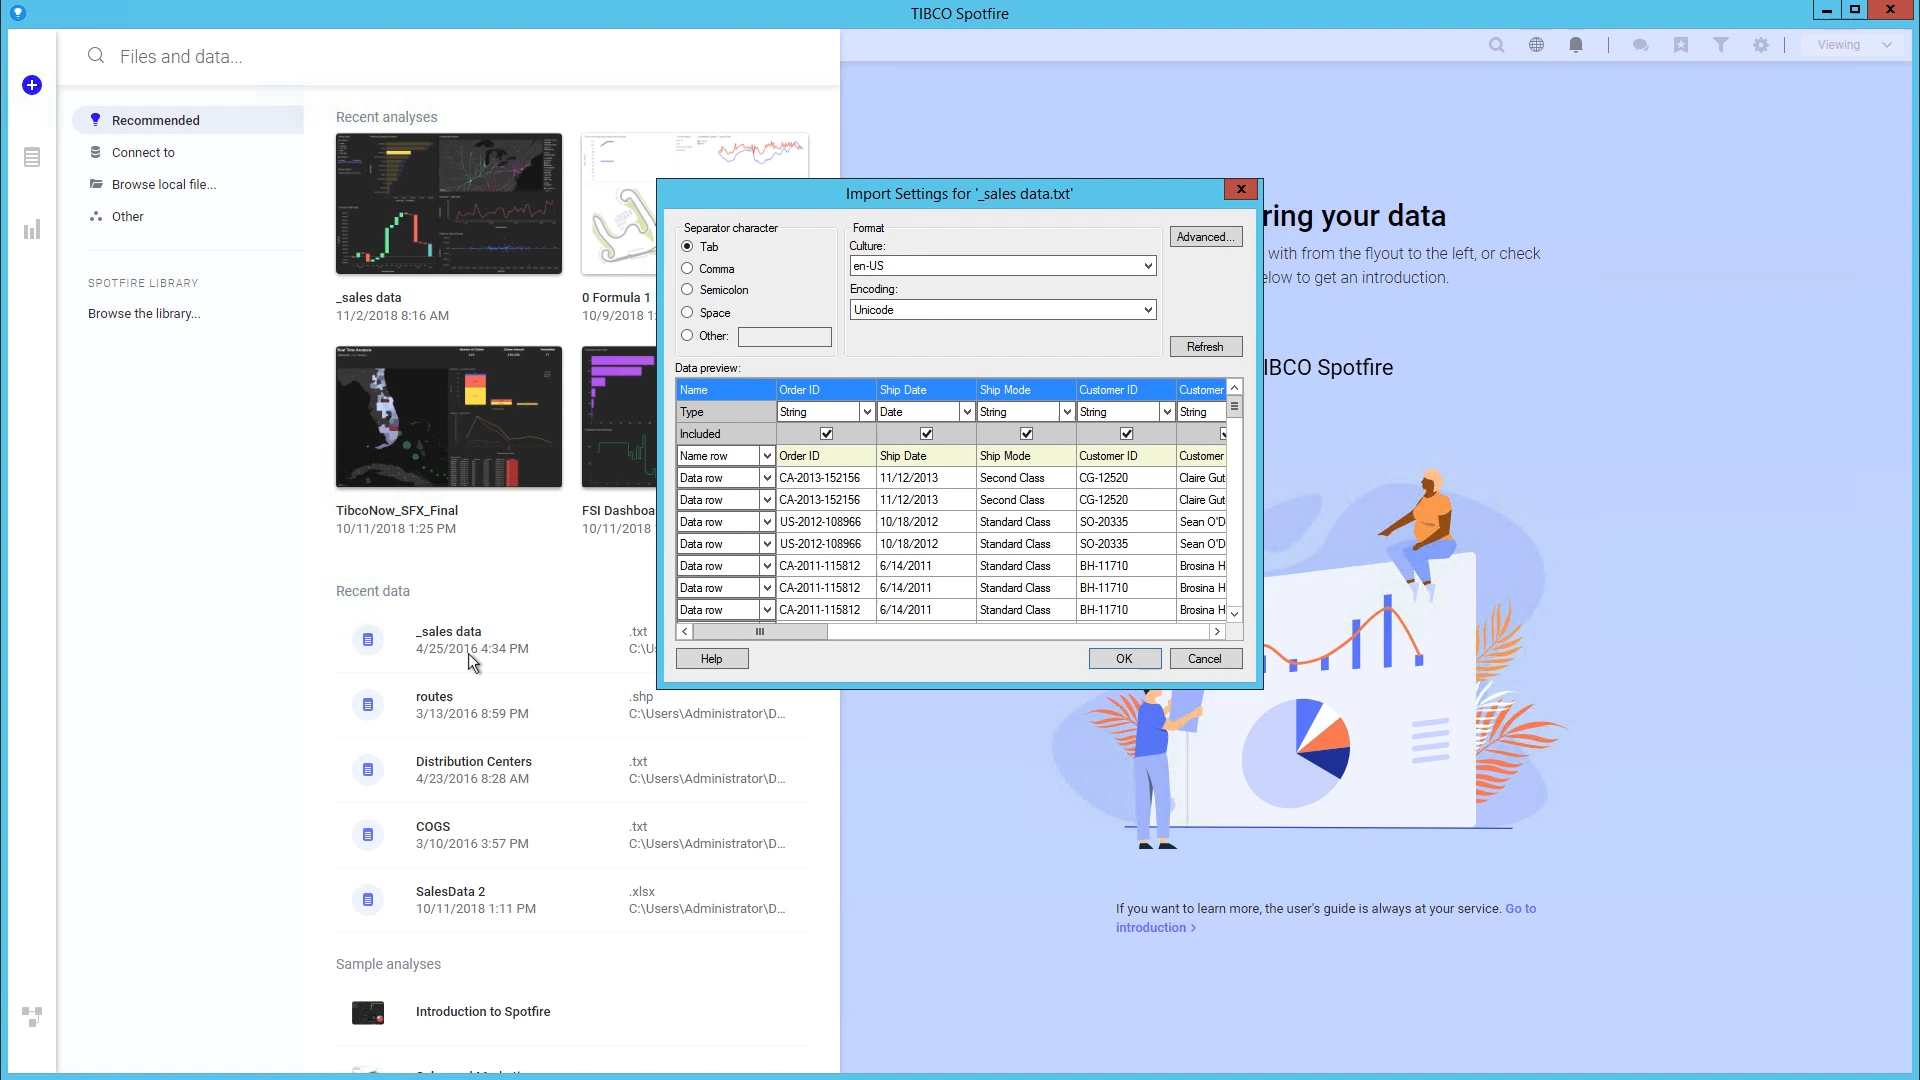 TIBCO Spotfire
Files and data...
Viewing
Recommended
Connect to
Browse local file...
Other
SPOTFIRE LIBRARY
Browse the library...
Recent analyses
_sales data
11/2/2018 8:16 AM
0 Formula 1
10/9/2018 1:
TibcoNow_SFX_Final
10/11/2018 1:25 PM
FSI Dashboa
10/11/2018
Recent data
_sales data .txt
4/25/2016 4:34 PM C:\U
routes .shp
3/13/2016 8:59 PM C:\Users\Administrator\D...
Distribution Centers .txt
4/23/2016 8:28 AM C:\Users\Administrator\D...
COGS .txt
3/10/2016 3:57 PM C:\Users\Administrator\D...
SalesData 2 .xlsx
10/11/2018 1:11 PM C:\Users\Administrator\D...
Sample analyses
Introduction to Spotfire
Import Settings for '_sales data.txt'
Separator character
Tab
Comma
Semicolon
Space
Other:
Format
Culture:
en-US
Encoding:
Unicode
Advanced...
Refresh
Data preview:
Name Order ID Ship Date Ship Mode Customer ID Customer
Type String Date String String String
Included
Name row Order ID Ship Date Ship Mode Customer ID Customer
Data row CA-2013-152156 11/12/2013 Second Class CG-12520 Claire Gut
Data row CA-2013-152156 11/12/2013 Second Class CG-12520 Claire Gut
Data row US-2012-108966 10/18/2012 Standard Class SO-20335 Sean O'D
Data row US-2012-108966 10/18/2012 Standard Class SO-20335 Sean O'D
Data row CA-2011-115812 6/14/2011 Standard Class BH-11710 Brosina H
Data row CA-2011-115812 6/14/2011 Standard Class BH-11710 Brosina H
Data row CA-2011-115812 6/14/2011 Standard Class BH-11710 Brosina H
Help OK Cancel
ring your data
with from the flyout to the left, or check
elow to get an introduction.
IBCO Spotfire
If you want to learn more, the user's guide is always at your service. Go to
introduction >